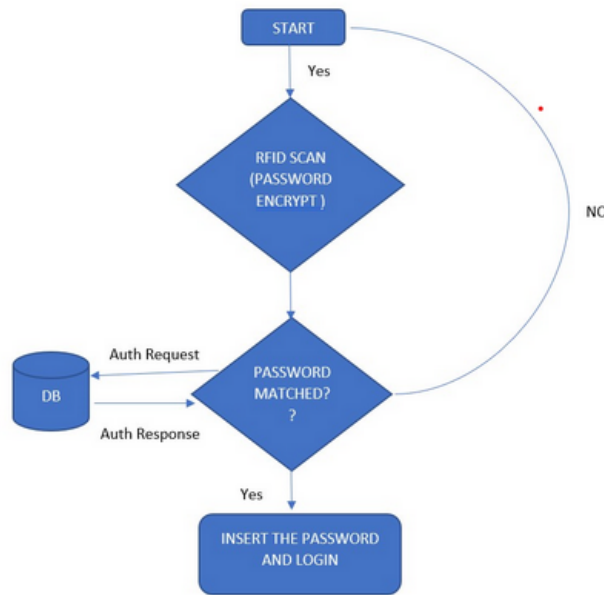 START
Yes
RFID SCAN
(PASSWORD
ENCRYPT )
NO
Auth Request
PASSWORD
MATCHED?
?
DB
Auth Response
Yes
INSERT THE PASSWORD
AND LOGIN